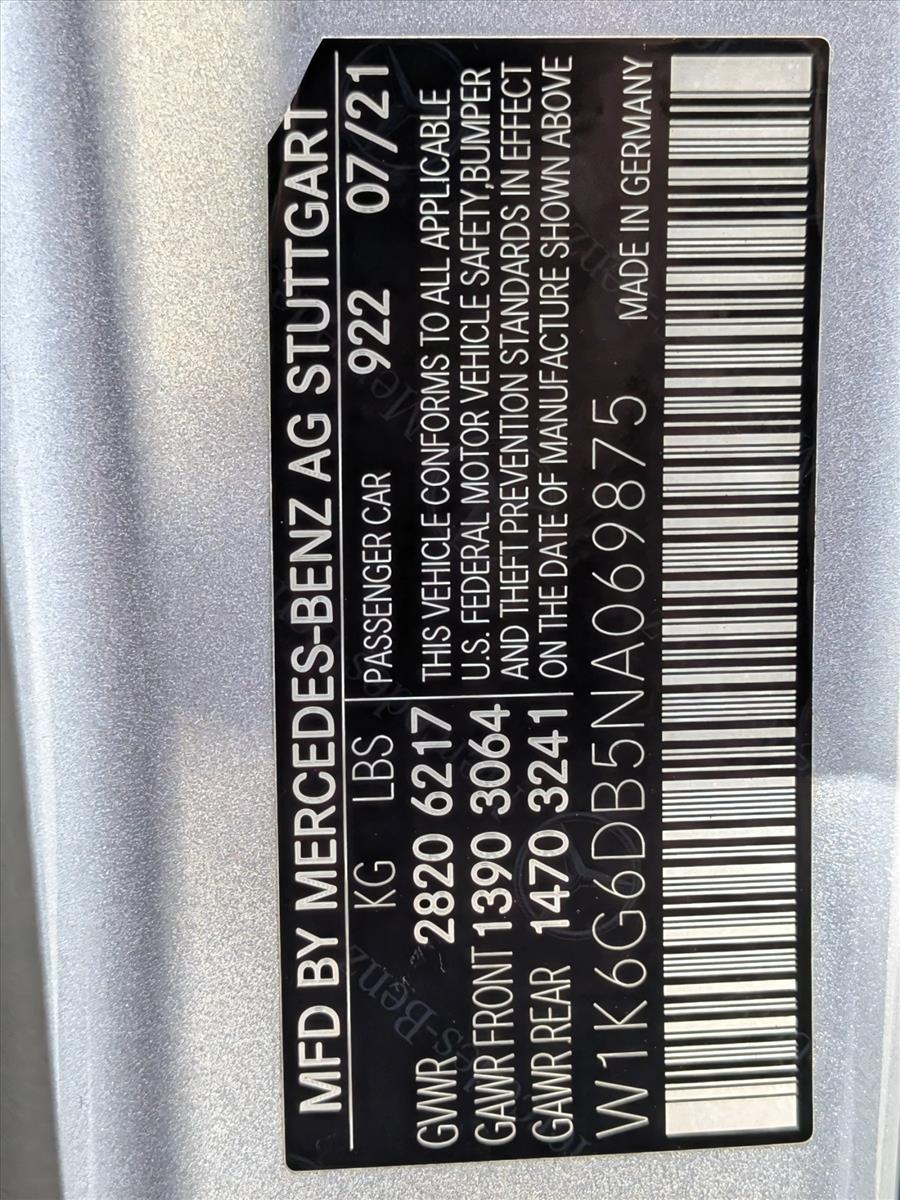 MFD BY MERCEDES-BENZ AG STUTTGART
KG LBS PASSENGER CAR 922 07/21
GVWR 2820 6217
GAWR FRONT 1390 3064
GAWR REAR 1470 3241
THIS VEHICLE CONFORMS TO ALL APPLICABLE
U.S. FEDERAL MOTOR VEHICLE SAFETY,BUMPER
AND THEFT PREVENTION STANDARDS IN EFFECT
ON THE DATE OF MANUFACTURE SHOWN ABOVE
W1K6G6DB5NA069875 MADE IN GERMANY